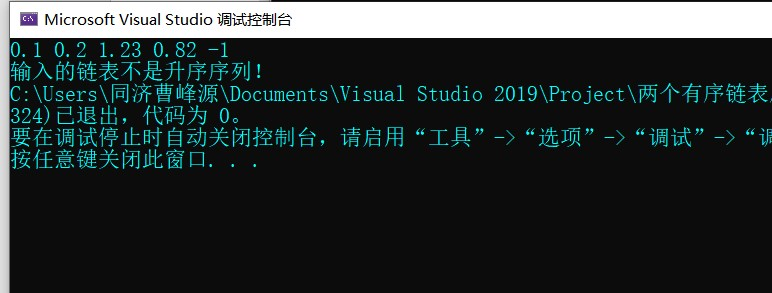 Microsoft Visual Studio 调试控制台
0.1 0.2 1.23 0.82 -1
输入的链表不是升序序列！
C:\Users\同济曹峰源\Documents\Visual Studio 2019\Project\两个有序链表
324)已退出，代码为 0。
要在调试停止时自动关闭控制台，请启用“工具”->“选项”->“调试”->“调
按任意键关闭此窗口. . .